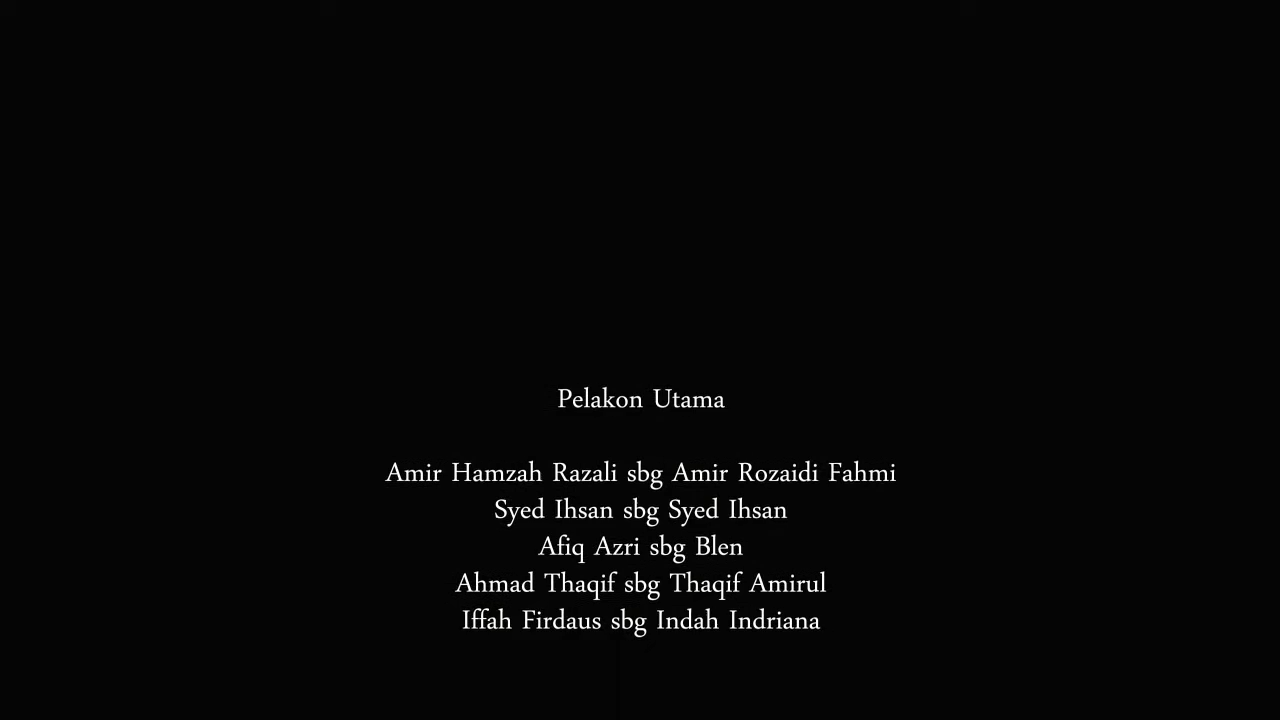 Pelakon Utama
Amir Hamzah Razali sbg Amir Rozaidi Fahmi
Syed Ihsan sbg Syed Ihsan
Afiq Azri sbg Blen
Ahmad Thaqif sbg Thaqif Amirul
Iffah Firdaus sbg Indah Indriana